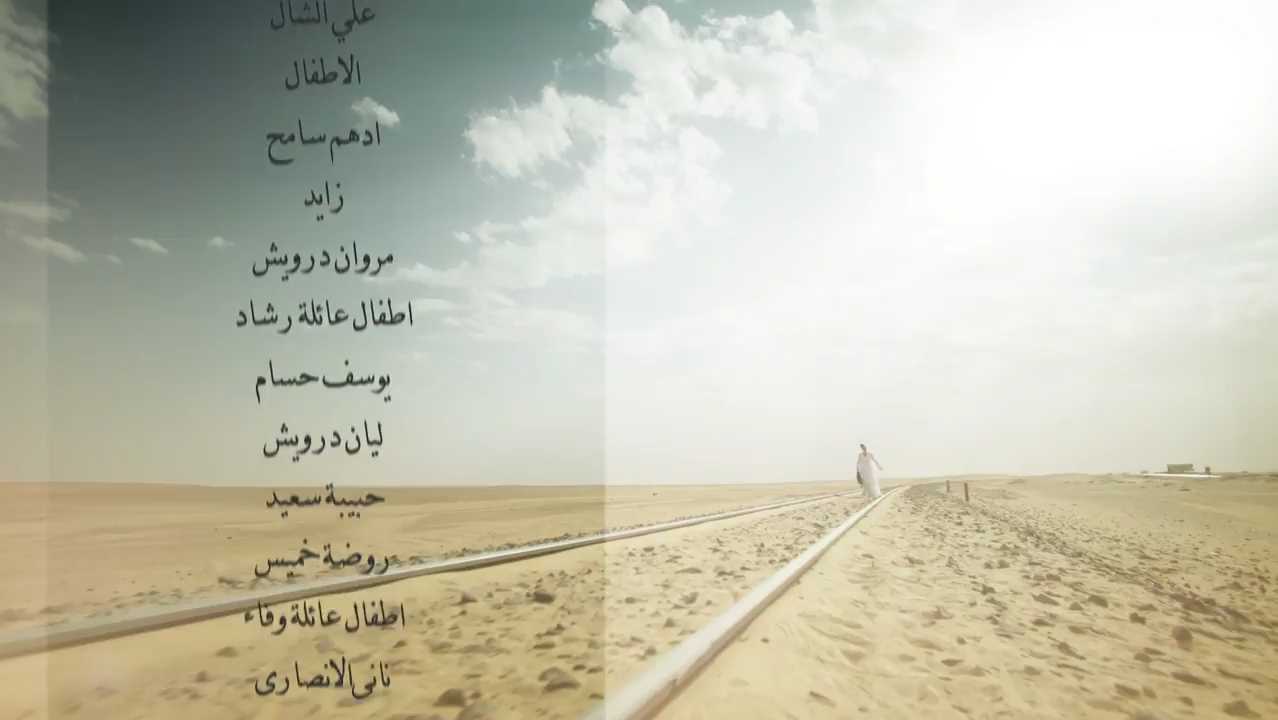 علي الشال
الاطفال
ادهم سامح
زايد
مروان درويش
اطفال عائلة رشاد
يوسف حسام
ليان درويش
حبيبة سعيد
روضة خميس
اطفال عائلة وفاء
نانى الانصارى